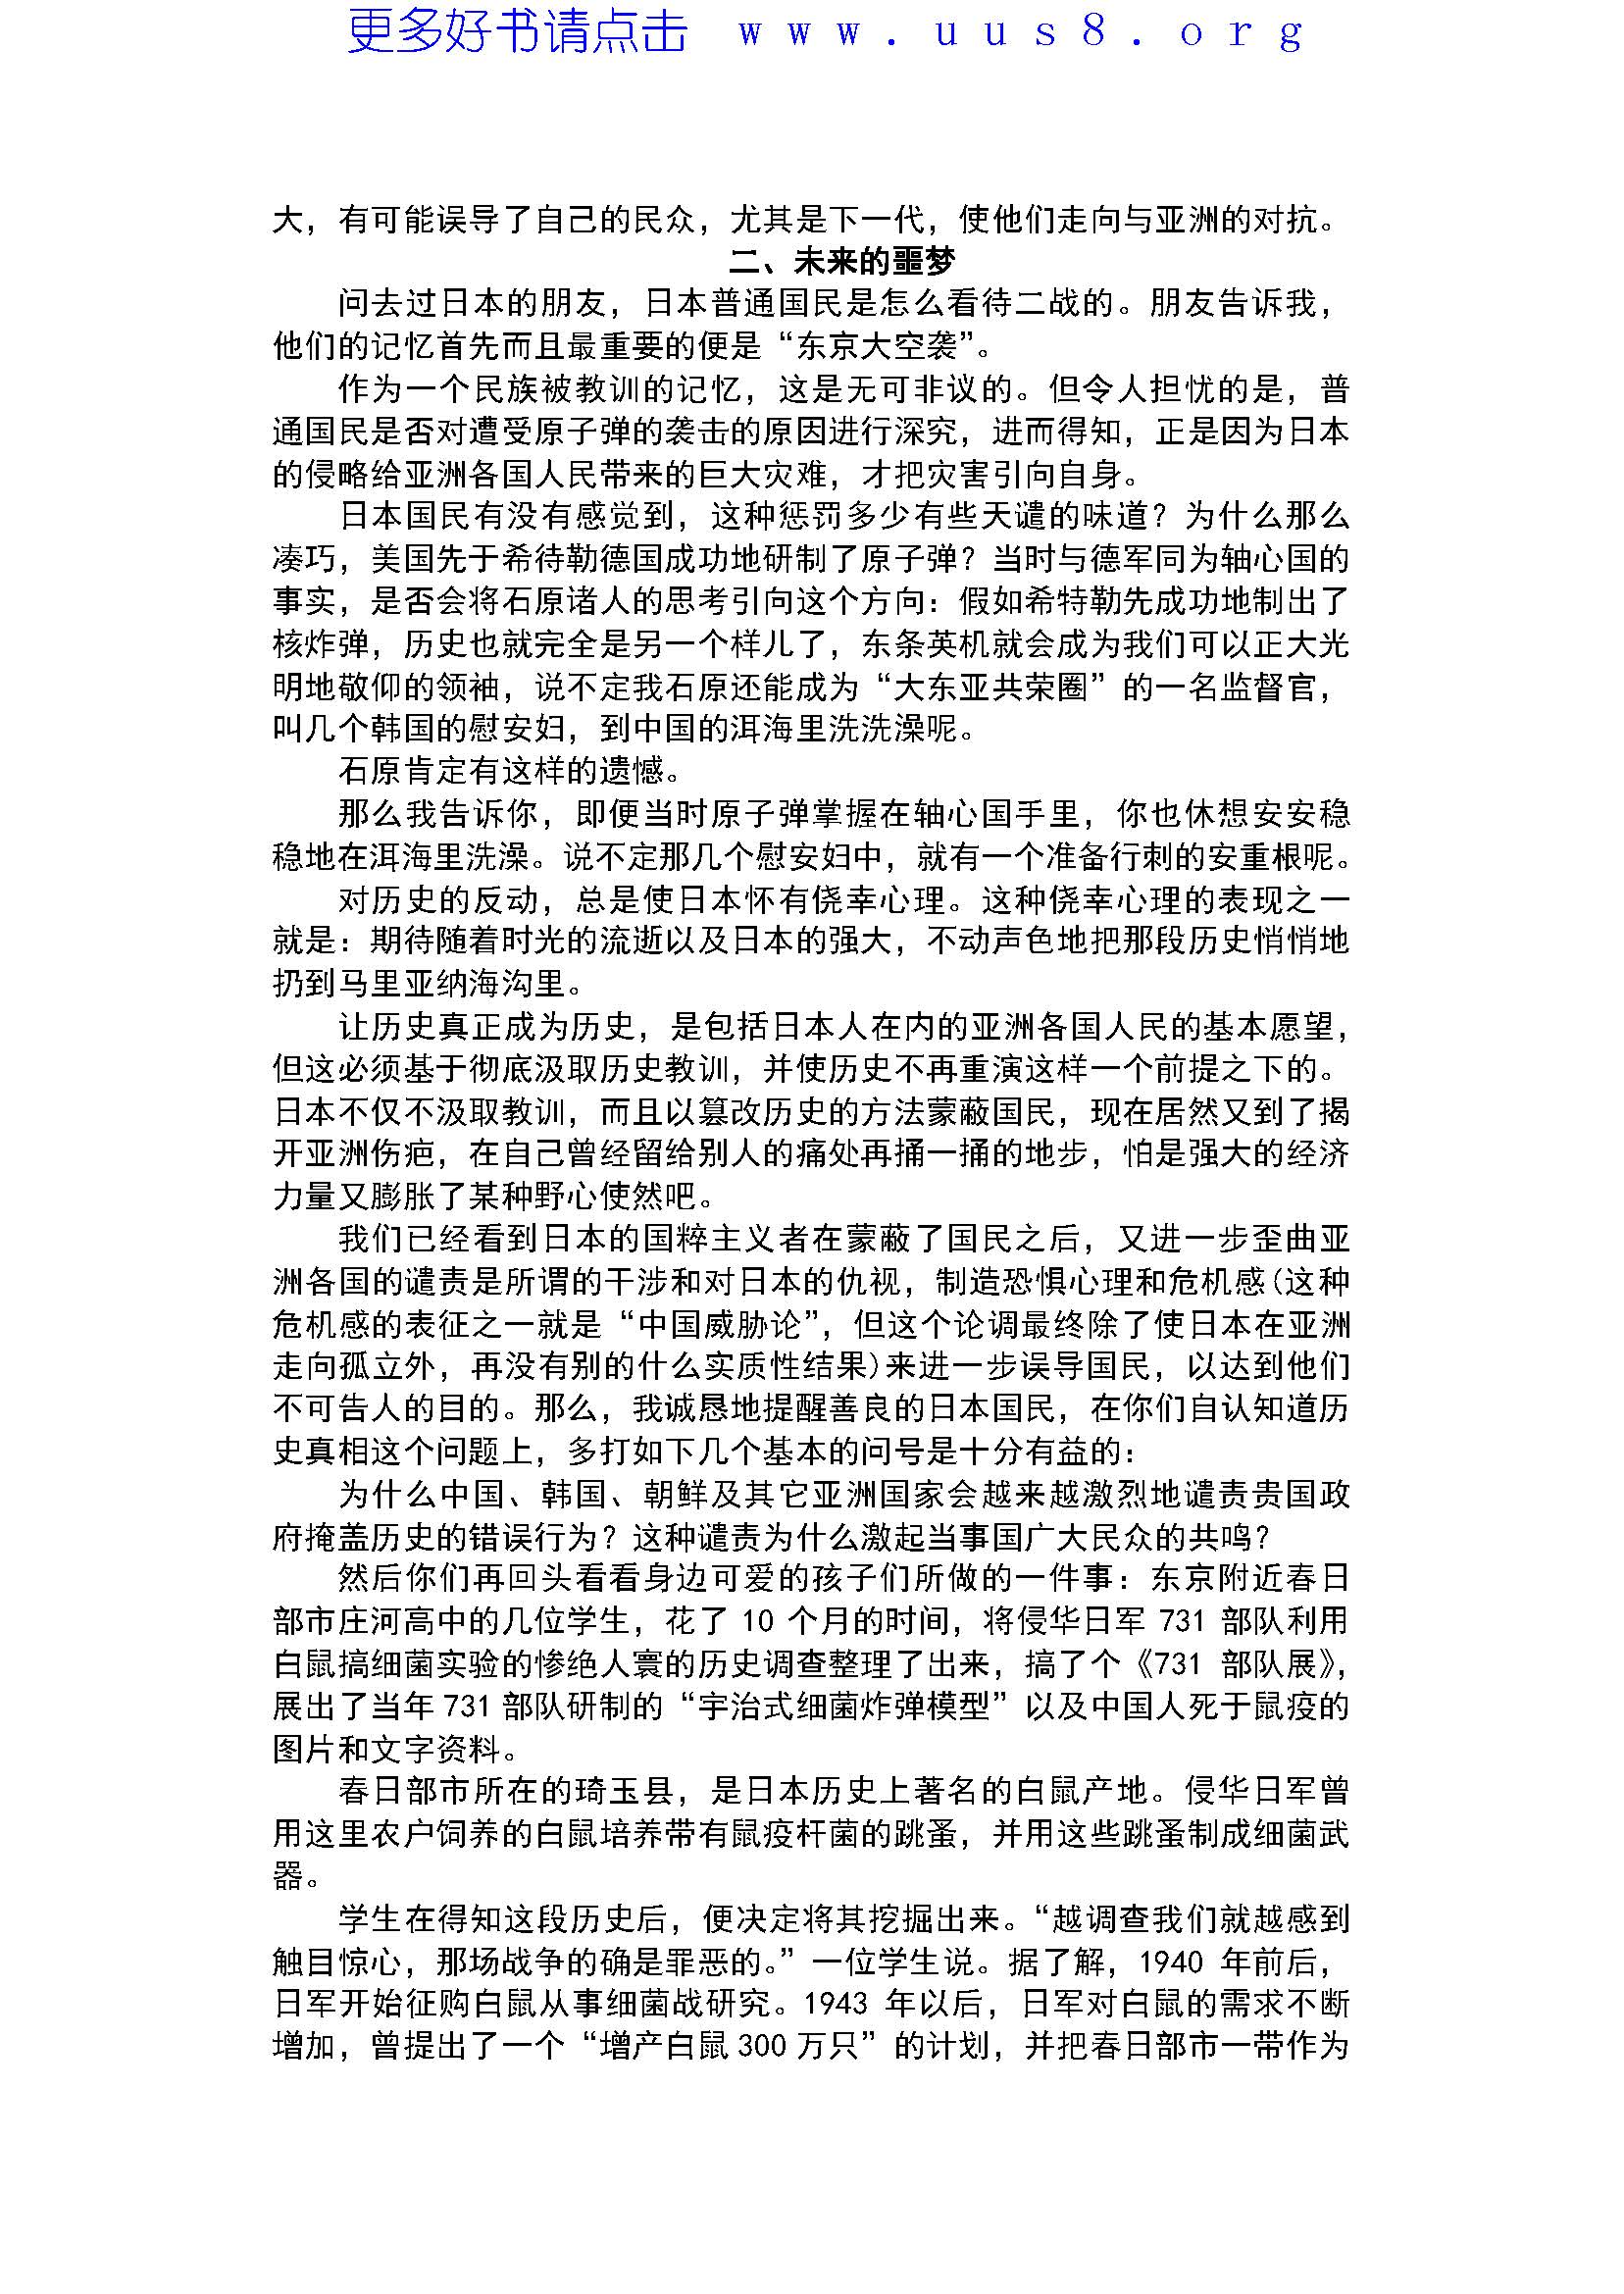 更多好书请点击 www.uus8.org
大，有可能误导了自己的民众，尤其是下一代，使他们走向与亚洲的对抗。
二、未来的噩梦
问去过日本的朋友，日本普通国民是怎么看待二战的。朋友告诉我，
他们的记忆首先而且最重要的便是“东京大空袭”。
作为一个民族被教训的记忆，这是无可非议的。但令人担忧的是，普
通国民是否对遭受原子弹的袭击的原因进行深究，进而得知，正是因为日本
的侵略给亚洲各国人民带来的巨大灾难，才把灾害引向自身。
日本国民有没有感觉到，这种惩罚多少有些天谴的味道？为什么那么
凑巧，美国先于希待勒德国成功地研制了原子弹？当时与德军同为轴心国的
事实，是否会将石原诸人的思考引向这个方向：假如希特勒先成功地制出了
核炸弹，历史也就完全是另一个样儿了，东条英机就会成为我们可以正大光
明地敬仰的领袖，说不定我石原还能成为“大东亚共荣圈”的一名监督官，
叫几个韩国的慰安妇，到中国的洱海里洗洗澡呢。
石原肯定有这样的遗憾。
那么我告诉你，即便当时原子弹掌握在轴心国手里，你也休想安安稳
稳地在洱海里洗澡。说不定那几个慰安妇中，就有一个准备行刺的安重根呢。
对历史的反动，总是使日本怀有侥幸心理。这种侥幸心理的表现之一
就是：期待随着时光的流逝以及日本的强大，不动声色地把那段历史悄悄地
扔到马里亚纳海沟里。
让历史真正成为历史，是包括日本人在内的亚洲各国人民的基本愿望，
但这必须基于彻底汲取历史教训，并使历史不再重演这样一个前提之下的。
日本不仅不汲取教训，而且以篡改历史的方法蒙蔽国民，现在居然又到了揭
开亚洲伤疤，在自己曾经留给别人的痛处再捅一捅的地步，怕是强大的经济
力量又膨胀了某种野心使然吧。
我们已经看到日本的国粹主义者在蒙蔽了国民之后，又进一步歪曲亚
洲各国的谴责是所谓的干涉和对日本的仇视，制造恐惧心理和危机感(这种
危机感的表征之一就是“中国威胁论”，但这个论调最终除了使日本在亚洲
走向孤立外，再没有别的什么实质性结果)来进一步误导国民，以达到他们
不可告人的目的。那么，我诚恳地提醒善良的日本国民，在你们自认知道历
史真相这个问题上，多打如下几个基本的问号是十分有益的：
为什么中国、韩国、朝鲜及其它亚洲国家会越来越激烈地谴责贵国政
府掩盖历史的错误行为？这种谴责为什么激起当事国广大民众的共鸣？
然后你们再回头看看身边可爱的孩子们所做的一件事：东京附近春日
部市庄河高中的几位学生，花了 10 个月的时间，将侵华日军 731 部队利用
白鼠搞细菌实验的惨绝人寰的历史调查整理了出来，搞了个《731 部队展》，
展出了当年 731 部队研制的“宇治式细菌炸弹模型”以及中国人死于鼠疫的
图片和文字资料。
春日部市所在的琦玉县，是日本历史上著名的白鼠产地。侵华日军曾
用这里农户饲养的白鼠培养带有鼠疫杆菌的跳蚤，并用这些跳蚤制成细菌武
器。
学生在得知这段历史后，便决定将其挖掘出来。“越调查我们就越感到
触目惊心，那场战争的确是罪恶的。”一位学生说。据了解，1940 年前后，
日军开始征购白鼠从事细菌战研究。1943 年以后，日军对白鼠的需求不断
增加，曾提出了一个“增产白鼠 300 万只”的计划，并把春日部市一带作为